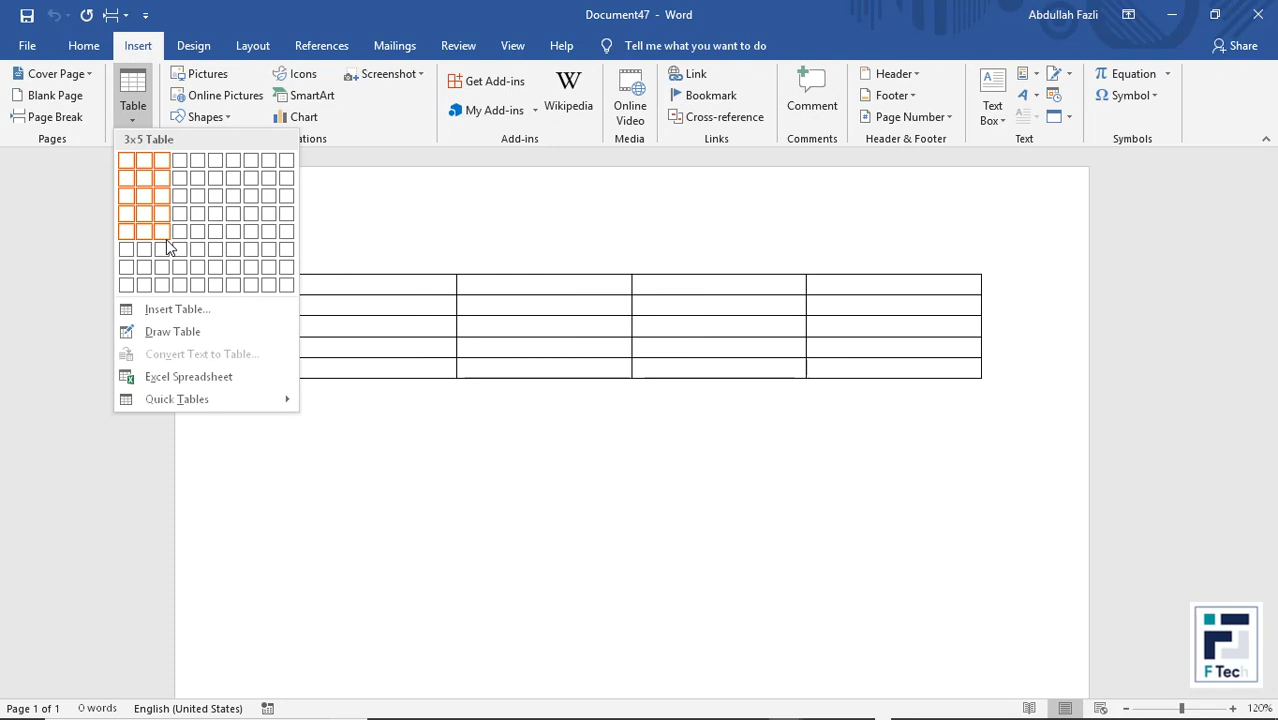 Document47 - Word
Abdullah Fazli
File Home Insert Design Layout References Mailings Review View Help Tell me what you want to do Share
Cover Page
Blank Page
Page Break
Pages
Table
Pictures
Online Pictures
Shapes
Icons
SmartArt
Chart
Screenshot
ations
Get Add-ins
My Add-ins
Wikipedia
Add-ins
Online
Video
Media
Link
Bookmark
Cross-reference
Links
Comment
Comments
Header
Footer
Page Number
Header & Footer
Text
Box
Text
Equation
Symbol
Symbols
3x5 Table
Insert Table...
Draw Table
Convert Text to Table...
Excel Spreadsheet
Quick Tables
F Tech
Page 1 of 1 0 words English (United States) 120%